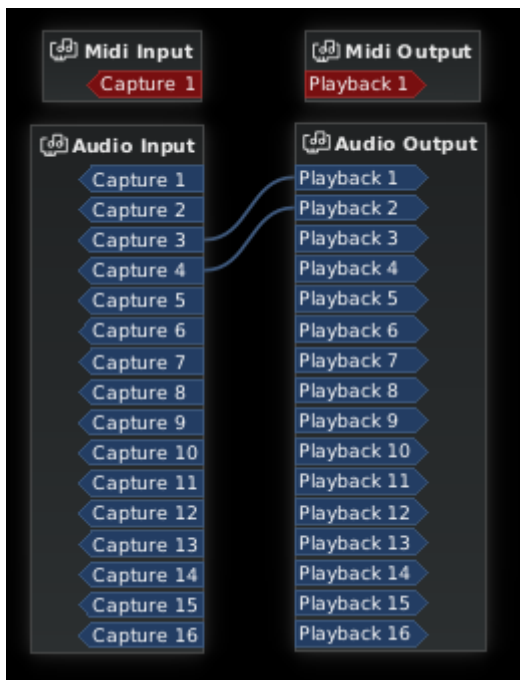 Midi Input
Capture 1
Midi Output
Playback 1
Audio Input
Capture 1
Capture 2
Capture 3
Capture 4
Capture 5
Capture 6
Capture 7
Capture 8
Capture 9
Capture 10
Capture 11
Capture 12
Capture 13
Capture 14
Capture 15
Capture 16
Audio Output
Playback 1
Playback 2
Playback 3
Playback 4
Playback 5
Playback 6
Playback 7
Playback 8
Playback 9
Playback 10
Playback 11
Playback 12
Playback 13
Playback 14
Playback 15
Playback 16